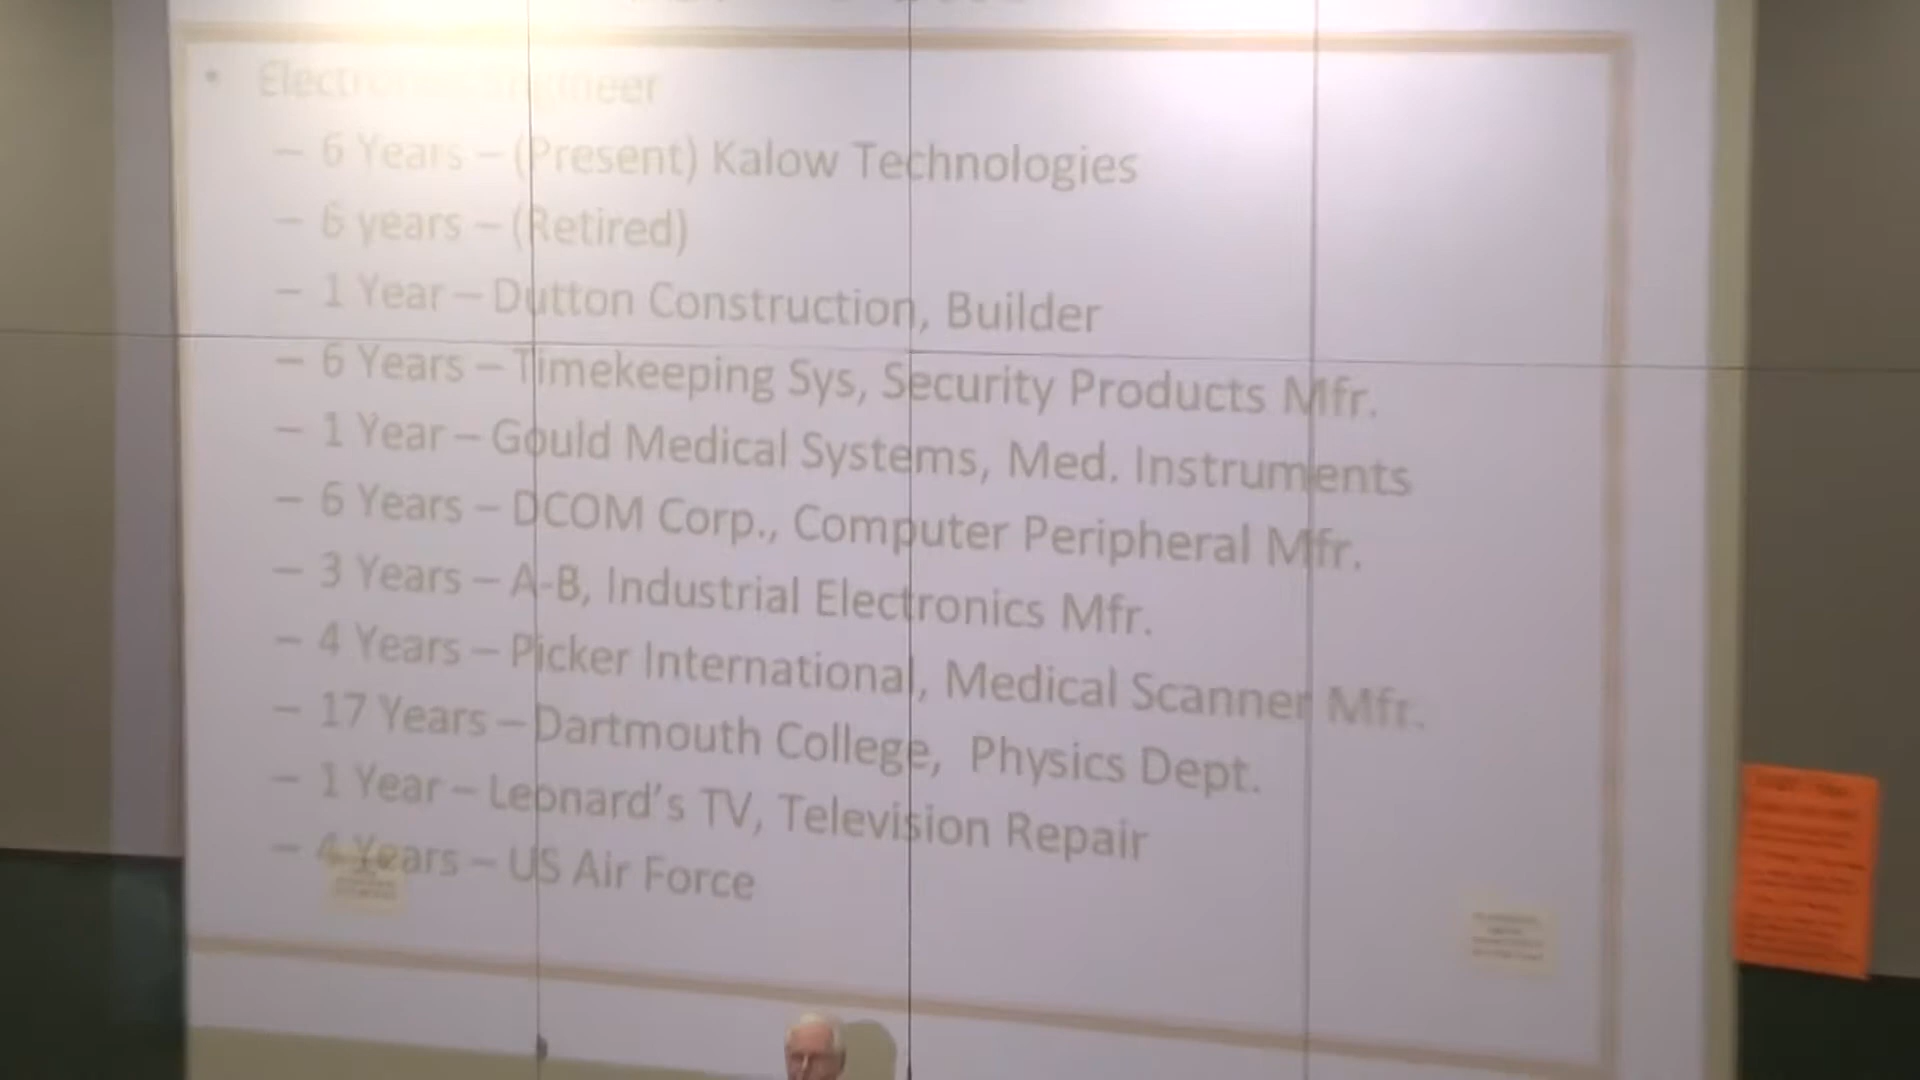 • Electronic Engineer
– 6 Years – (Present) Kalow Technologies
– 6 years – (Retired)
– 1 Year – Dutton Construction, Builder
– 6 Years – Timekeeping Sys, Security Products Mfr.
– 1 Year – Gould Medical Systems, Med. Instruments
– 6 Years – DCOM Corp., Computer Peripheral Mfr.
– 3 Years – A-B, Industrial Electronics Mfr.
– 4 Years – Picker International, Medical Scanner Mfr.
– 17 Years – Dartmouth College, Physics Dept.
– 1 Year – Leonard's TV, Television Repair
– 4 Years – US Air Force